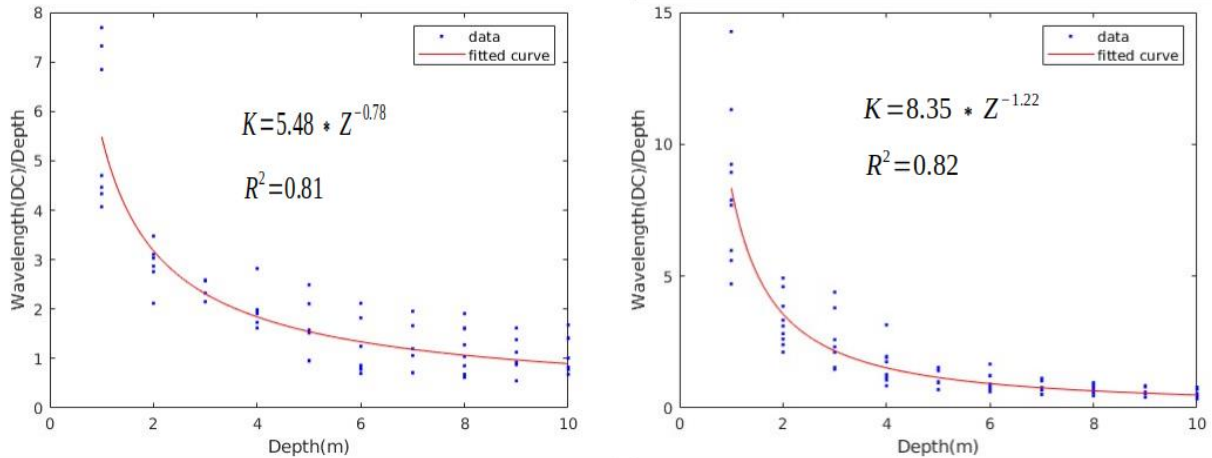 8
7
6
5
4
3
2
1
0
Wavelength(DC)/Depth
data
fitted curve
K=5.48 * Z^{-0.78}
R^2=0.81
0 2 4 6 8 10
Depth(m)
15
10
5
0
Wavelength(DC)/Depth
data
fitted curve
K=8.35 * Z^{-1.22}
R^2=0.82
0 2 4 6 8 10
Depth(m)